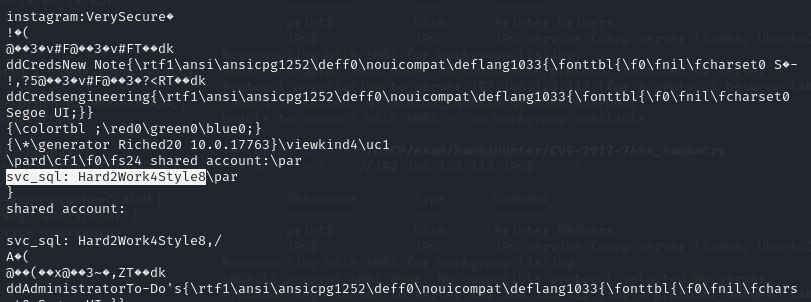 instagram:VerySecure�
!�(
@��3�v#F@��3�v#FT��dk
ddCredsNew Note{\rtf1\ansi\ansicpg1252\deff0\nouicompat\deflang1033{\fonttbl{\f0\fnil\fcharset0 S�-
!,?5@��3�v#F@��3�?<RT��dk
ddCredsengineering{\rtf1\ansi\ansicpg1252\deff0\nouicompat\deflang1033{\fonttbl{\f0\fnil\fcharset0
Segoe UI;}}
{\colortbl ;\red0\green0\blue0;}
{\*\generator Riched20 10.0.17763}\viewkind4\uc1
\pard\cf1\f0\fs24 shared account:\par
svc_sql: Hard2Work4Style8\par
}
shared account:
svc_sql: Hard2Work4Style8,/
A�(
@��(��x@��3~�,ZT��dk
ddAdministratorTo-Do's{\rtf1\ansi\ansicpg1252\deff0\nouicompat\deflang1033{\fonttbl{\f0\fnil\fchars